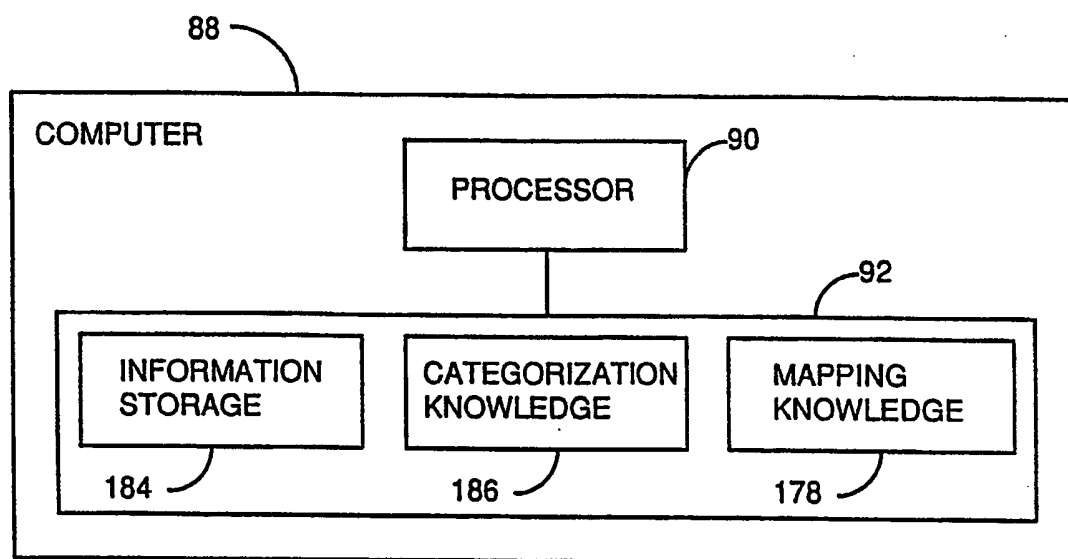 88
COMPUTER
90
PROCESSOR
92
INFORMATION
STORAGE
CATEGORIZATION
KNOWLEDGE
MAPPING
KNOWLEDGE
184
186
178